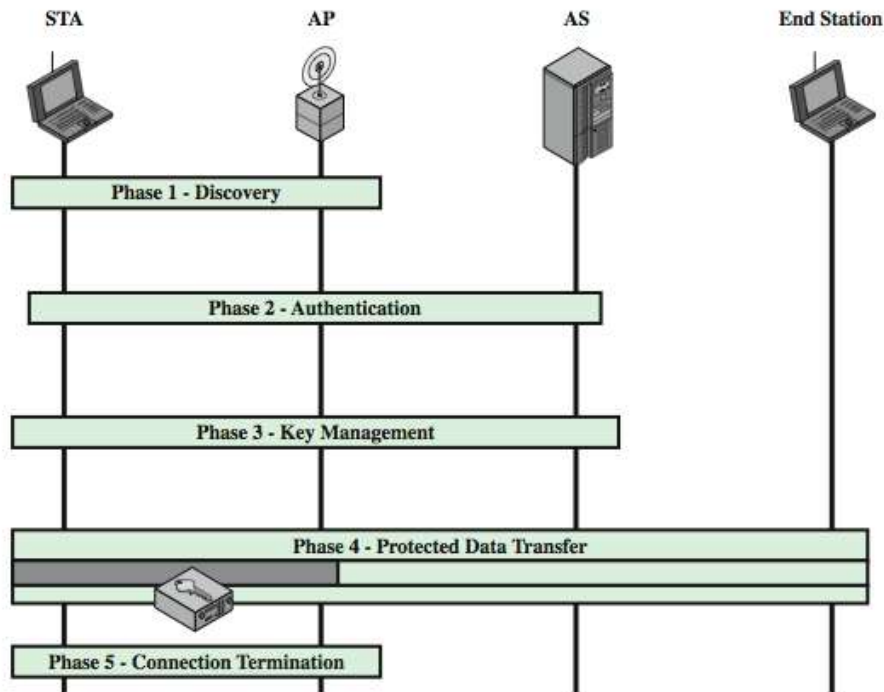 STA
AP
AS
End Station
Phase 1 - Discovery
Phase 2 - Authentication
Phase 3 - Key Management
Phase 4 - Protected Data Transfer
Phase 5 - Connection Termination